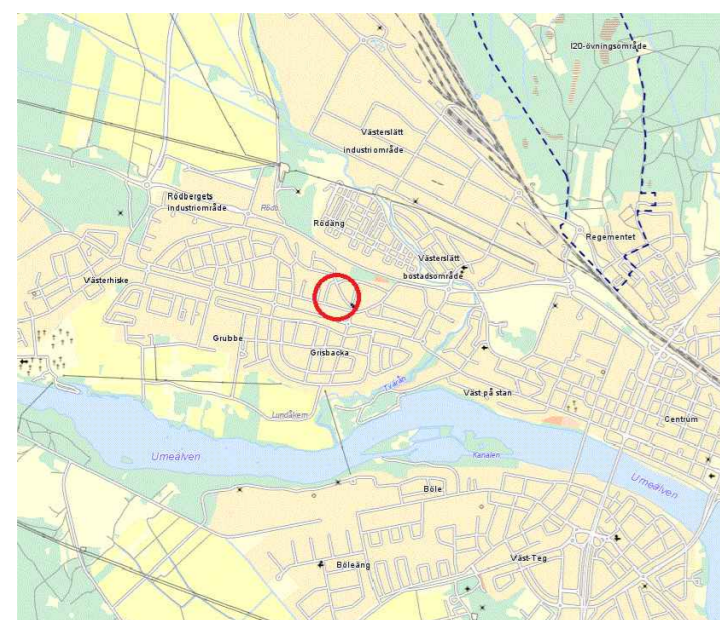 I20-övningsområde
Västerslätt
industriområde
Rödbergets
industriområde
Röd
Rödäng
Regementet
Västerslätt
bostadsområde
Västerhiske
Grubbe
Grisbacka
Tvärån
Väst på stan
Lundåkern
Centrum
Umeälven
Kanalen
Umeälven
Böle
Väst-Teg
Böleäng